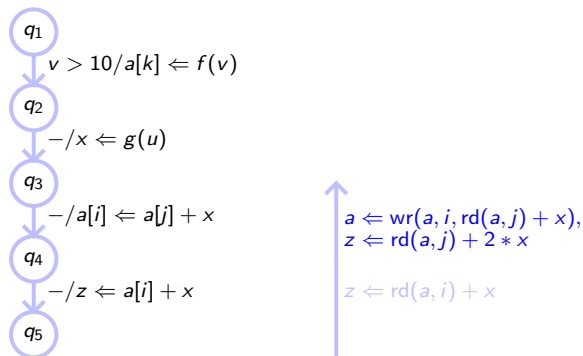 q₁
v > 10/a[k] ⇐ f(v)
q₂
−/x ⇐ g(u)
q₃
−/a[i] ⇐ a[j] + x
a ⇐ wr(a, i, rd(a, j) + x),
z ⇐ rd(a, j) + 2 ∗ x
q₄
−/z ⇐ a[i] + x
z ⇐ rd(a, i) + x
q₅